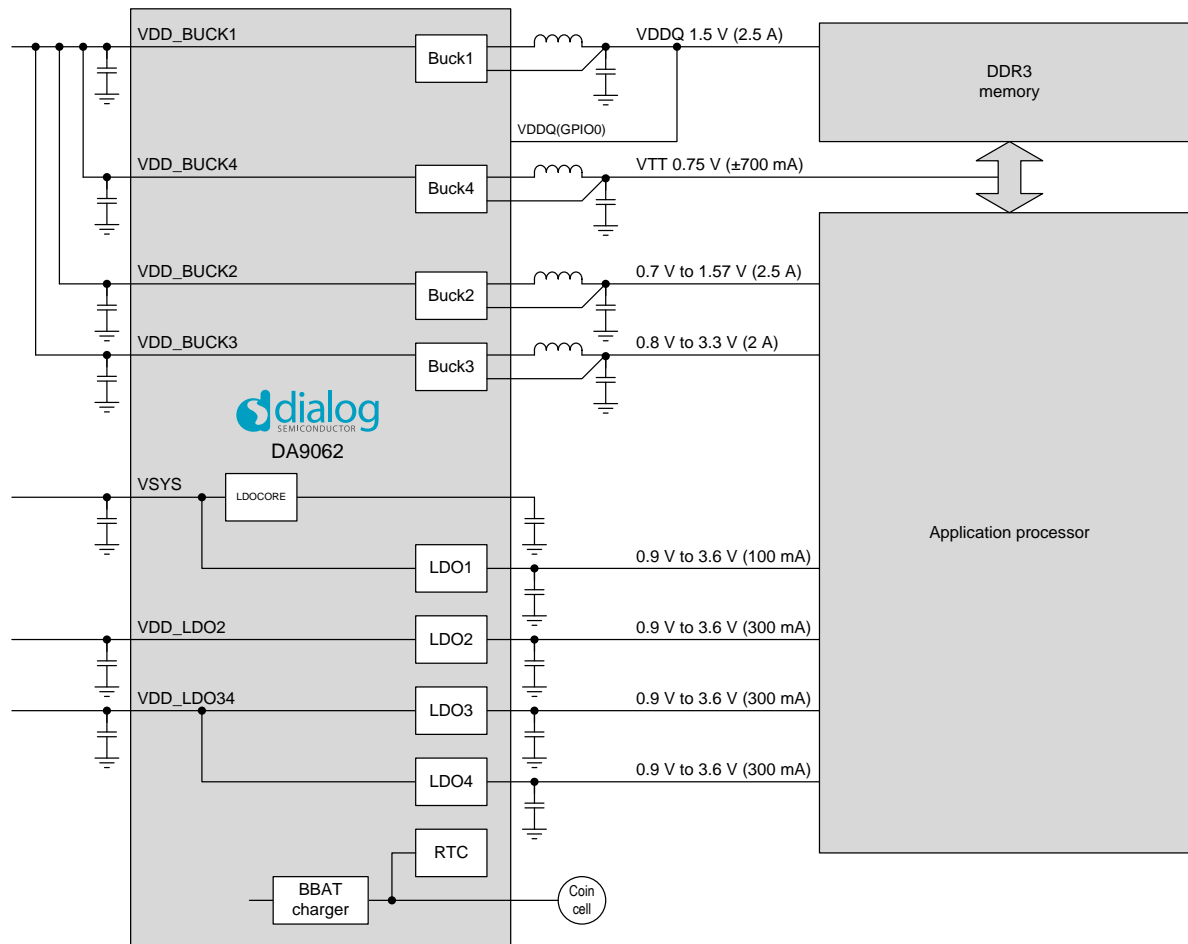 VDD_BUCK1
Buck1
VDDQ 1.5 V (2.5 A)
DDR3
memory
VDDQ(GPIO0)
VDD_BUCK4
Buck4
VTT 0.75 V (±700 mA)
VDD_BUCK2
Buck2
0.7 V to 1.57 V (2.5 A)
VDD_BUCK3
Buck3
0.8 V to 3.3 V (2 A)
dialog
SEMICONDUCTOR
DA9062
VSYS
LDOCORE
Application processor
LDO1
0.9 V to 3.6 V (100 mA)
VDD_LDO2
LDO2
0.9 V to 3.6 V (300 mA)
VDD_LDO34
LDO3
0.9 V to 3.6 V (300 mA)
LDO4
0.9 V to 3.6 V (300 mA)
RTC
BBAT
charger
Coin
cell